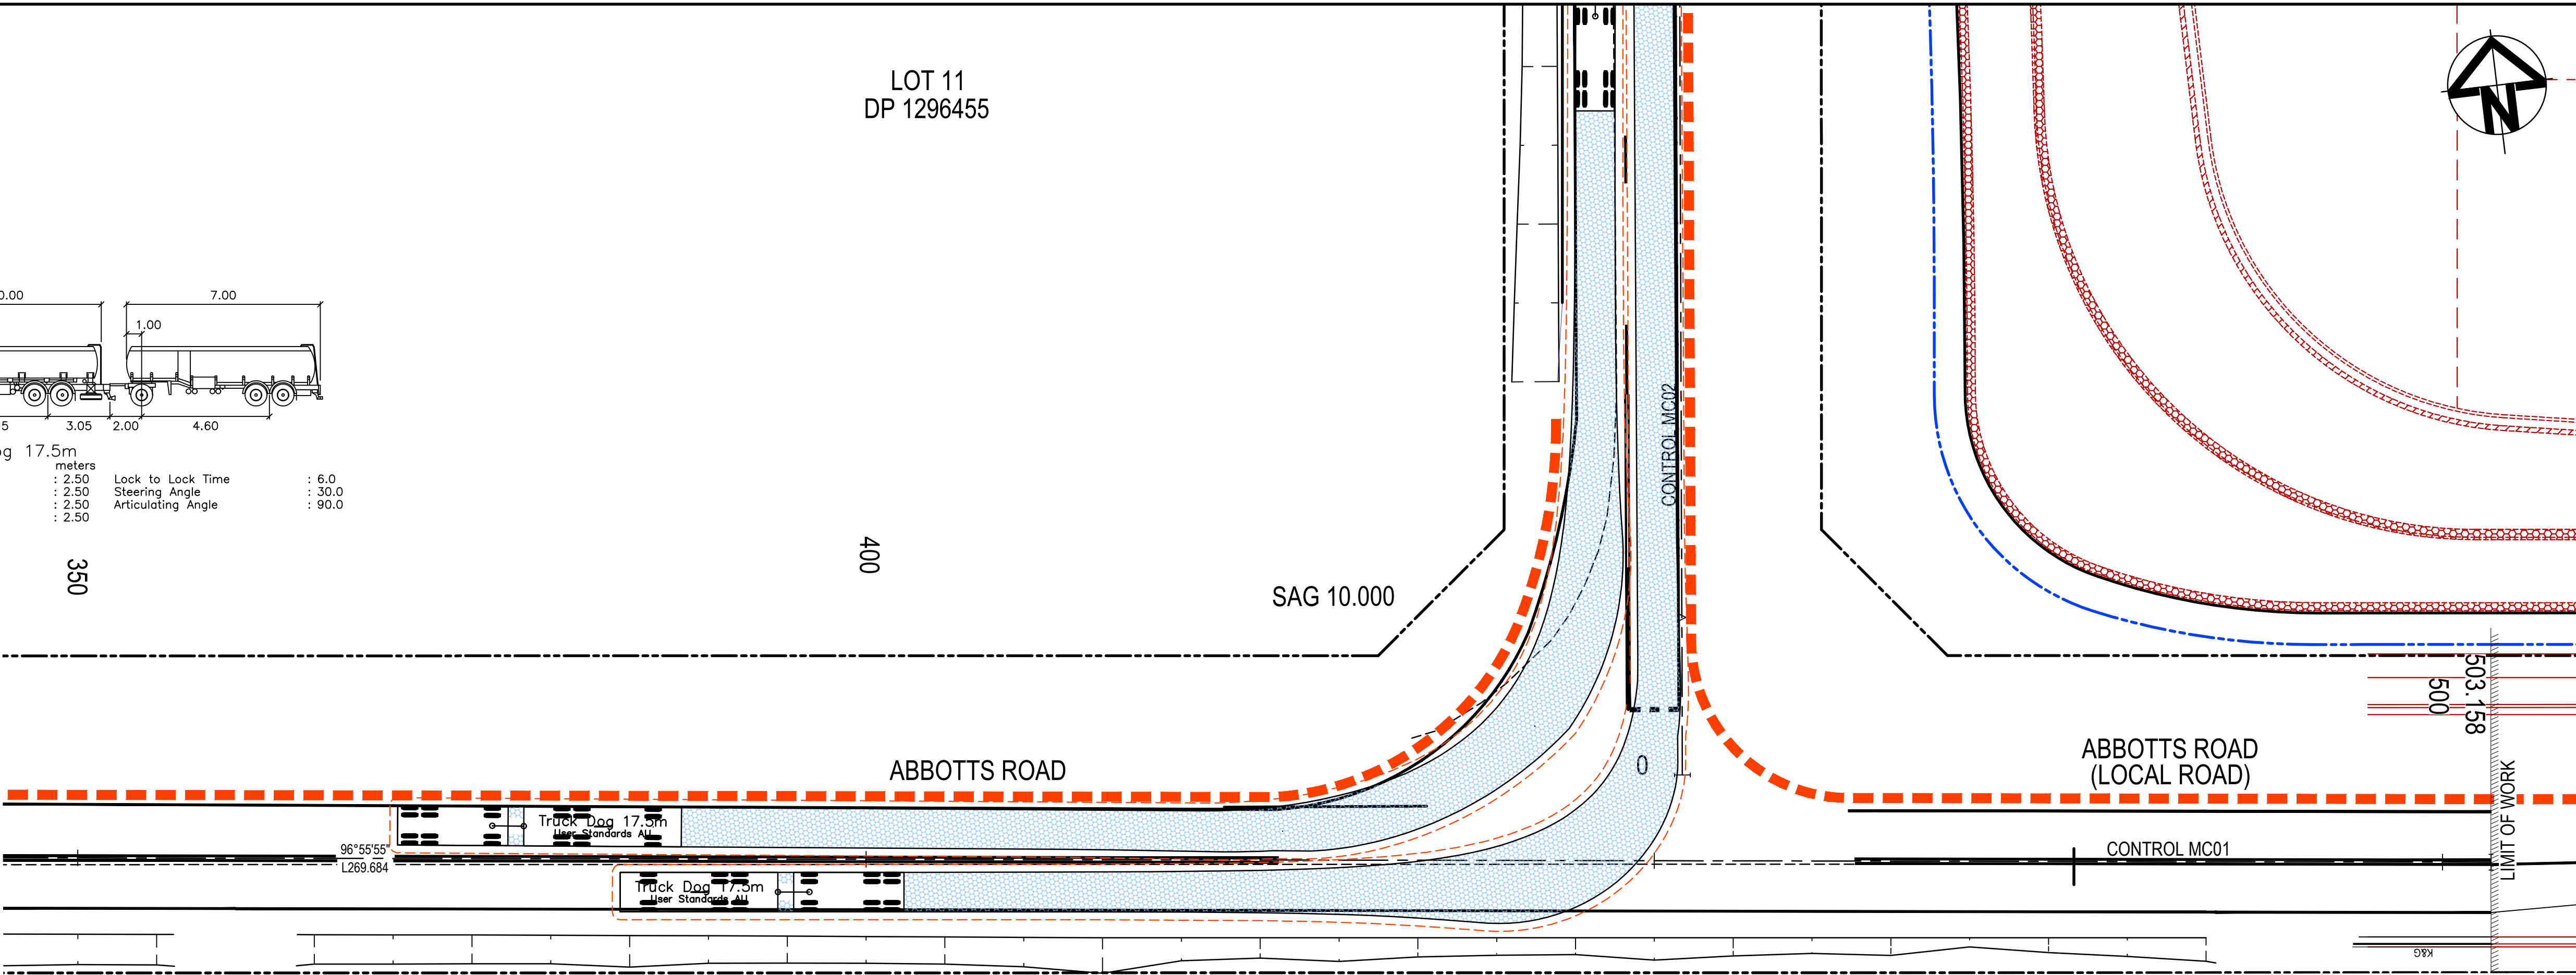 LOT 11
DP 1296455
N
0.00
7.00
1.00
5
3.05
2.00
4.60
og 17.5m
meters
: 2.50 Lock to Lock Time : 6.0
: 2.50 Steering Angle : 30.0
: 2.50 Articulating Angle : 90.0
: 2.50
350
400
SAG 10.000
CONTROL MC02
0
500
503.158
ABBOTTS ROAD
ABBOTTS ROAD
(LOCAL ROAD)
LIMIT OF WORK
Truck Dog 17.5m
User Standards AU
96°55'55"
L269.684
CONTROL MC01
Truck Dog 17.5m
User Standards AU
K&G